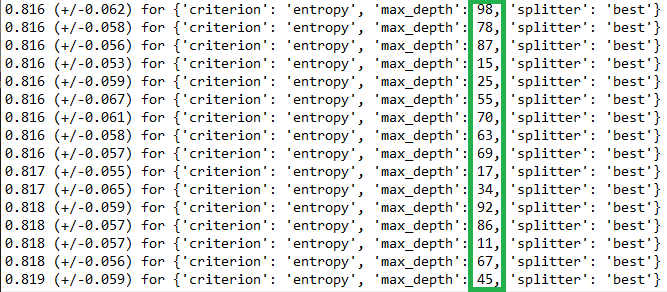 0.816 (+/-0.062) for {'criterion': 'entropy', 'max_depth': 98, 'splitter': 'best'}
0.816 (+/-0.058) for {'criterion': 'entropy', 'max_depth': 78, 'splitter': 'best'}
0.816 (+/-0.056) for {'criterion': 'entropy', 'max_depth': 87, 'splitter': 'best'}
0.816 (+/-0.053) for {'criterion': 'entropy', 'max_depth': 15, 'splitter': 'best'}
0.816 (+/-0.059) for {'criterion': 'entropy', 'max_depth': 25, 'splitter': 'best'}
0.816 (+/-0.067) for {'criterion': 'entropy', 'max_depth': 55, 'splitter': 'best'}
0.816 (+/-0.061) for {'criterion': 'entropy', 'max_depth': 70, 'splitter': 'best'}
0.816 (+/-0.058) for {'criterion': 'entropy', 'max_depth': 63, 'splitter': 'best'}
0.816 (+/-0.057) for {'criterion': 'entropy', 'max_depth': 69, 'splitter': 'best'}
0.817 (+/-0.055) for {'criterion': 'entropy', 'max_depth': 17, 'splitter': 'best'}
0.817 (+/-0.065) for {'criterion': 'entropy', 'max_depth': 34, 'splitter': 'best'}
0.818 (+/-0.059) for {'criterion': 'entropy', 'max_depth': 92, 'splitter': 'best'}
0.818 (+/-0.057) for {'criterion': 'entropy', 'max_depth': 86, 'splitter': 'best'}
0.818 (+/-0.057) for {'criterion': 'entropy', 'max_depth': 11, 'splitter': 'best'}
0.818 (+/-0.056) for {'criterion': 'entropy', 'max_depth': 67, 'splitter': 'best'}
0.819 (+/-0.059) for {'criterion': 'entropy', 'max_depth': 45, 'splitter': 'best'}